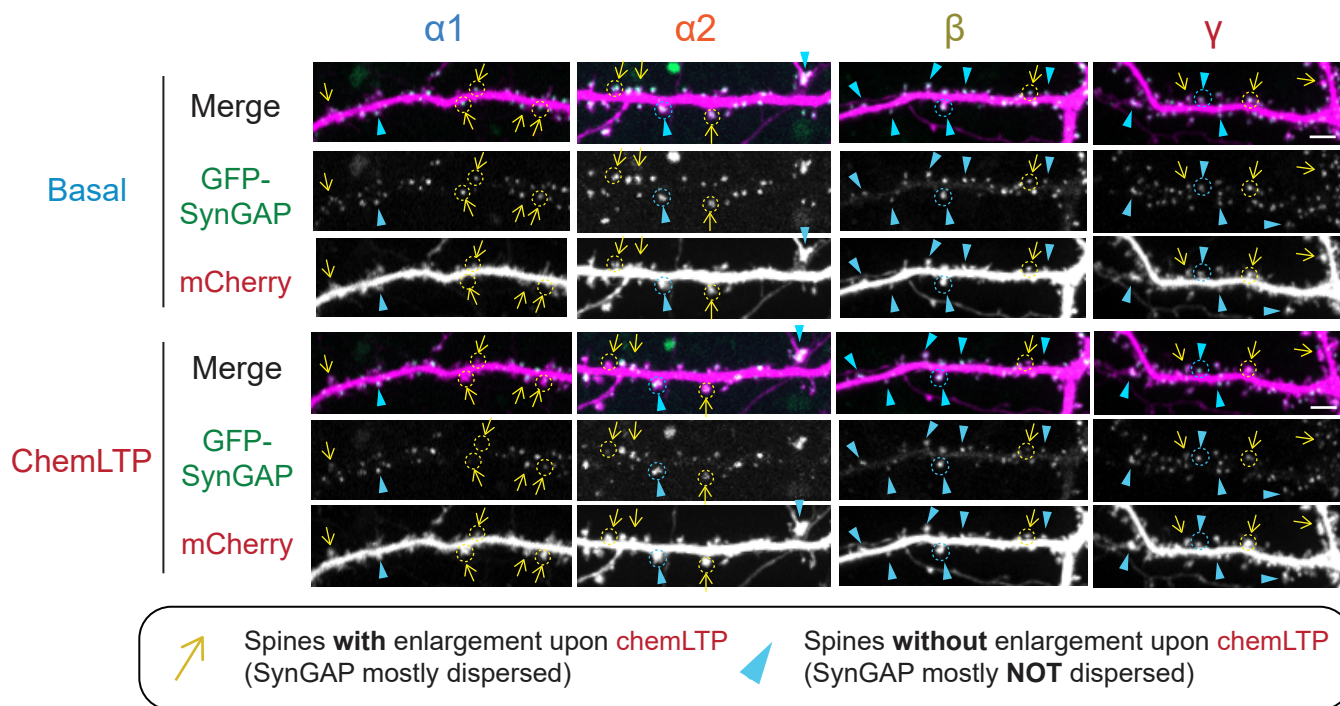 α1 α2 β γ
Merge
Basal
GFP-
SynGAP
mCherry
Merge
ChemLTP
GFP-
SynGAP
mCherry
Spines with enlargement upon chemLTP
(SynGAP mostly dispersed)
Spines without enlargement upon chemLTP
(SynGAP mostly NOT dispersed)